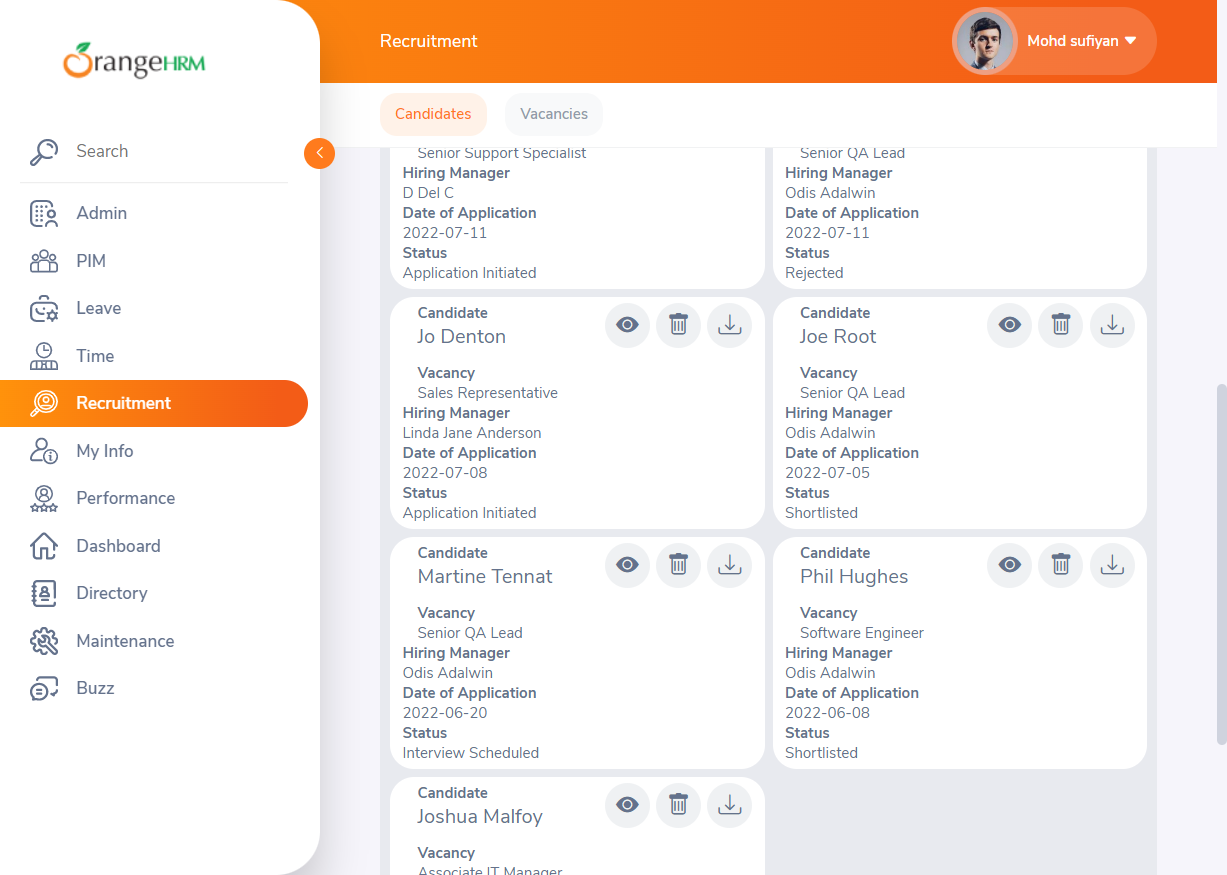 OrangeHRM
Search
Admin
PIM
Leave
Time
Recruitment
My Info
Performance
Dashboard
Directory
Maintenance
Buzz
Recruitment
Mohd sufiyan
Candidates
Vacancies
Senior Support Specialist
Hiring Manager
D Del C
Date of Application
2022-07-11
Status
Application Initiated
Senior QA Lead
Hiring Manager
Odis Adalwin
Date of Application
2022-07-11
Status
Rejected
Candidate
Jo Denton
Vacancy
Sales Representative
Hiring Manager
Linda Jane Anderson
Date of Application
2022-07-08
Status
Application Initiated
Candidate
Joe Root
Vacancy
Senior QA Lead
Hiring Manager
Odis Adalwin
Date of Application
2022-07-05
Status
Shortlisted
Candidate
Martine Tennat
Vacancy
Senior QA Lead
Hiring Manager
Odis Adalwin
Date of Application
2022-06-20
Status
Interview Scheduled
Candidate
Phil Hughes
Vacancy
Software Engineer
Hiring Manager
Odis Adalwin
Date of Application
2022-06-08
Status
Shortlisted
Candidate
Joshua Malfoy
Vacancy
Associate IT Manager